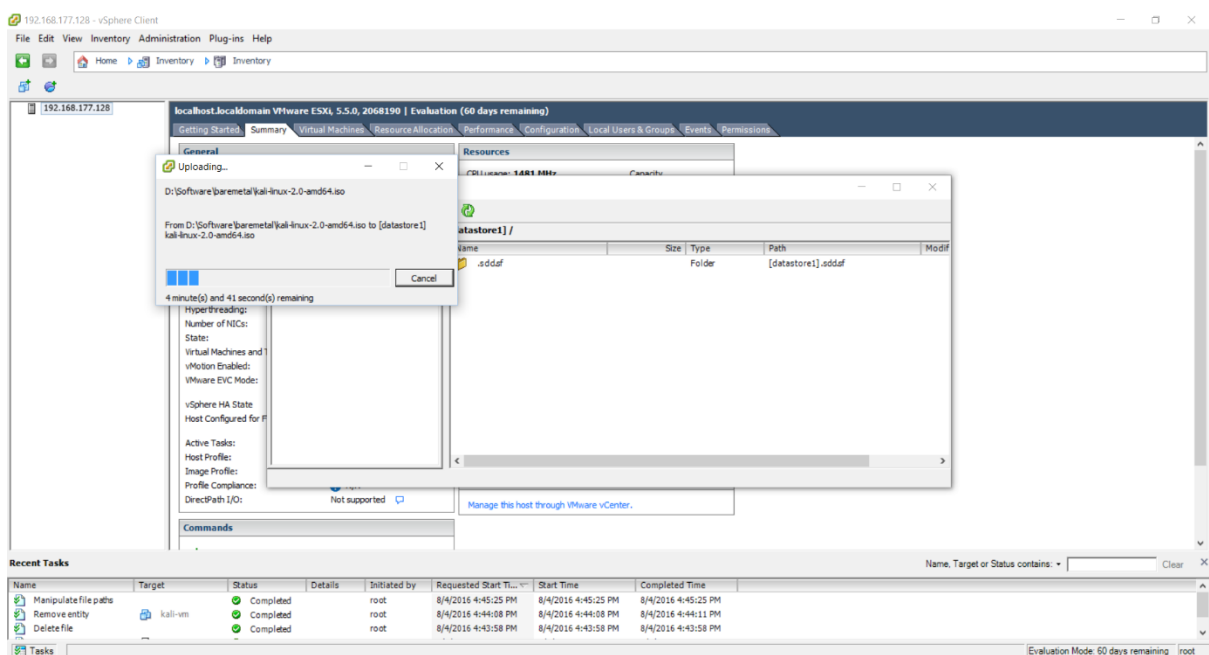 192.168.177.128 - vSphere Client
File Edit View Inventory Administration Plug-ins Help
Home Inventory Inventory
192.168.177.128
localhost.localdomain VMware ESXi, 5.5.0, 2068190 | Evaluation (60 days remaining)
Getting Started Summary Virtual Machines Resource Allocation Performance Configuration Local Users & Groups Events Permissions
General
Resources
CPU usage: 1481 MHz Capacity
Uploading...
D:\Software\baremetal\kali-linux-2.0-amd64.iso
From D:\Software\baremetal\kali-linux-2.0-amd64.iso to [datastore1]
kali-linux-2.0-amd64.iso
Cancel
4 minute(s) and 41 second(s) remaining
atastore1] /
Name Size Type Path Modif
.sdd.sf Folder [datastore1] .sdd.sf
Hyperthreading:
Number of NICs:
State:
Virtual Machines and T
vMotion Enabled:
VMware EVC Mode:
vSphere HA State
Host Configured for F
Active Tasks:
Host Profile:
Image Profile:
Profile Compliance:
DirectPath I/O: Not supported
Manage this host through VMware vCenter.
Commands
Recent Tasks
Name, Target or Status contains: Clear
Name Target Status Details Initiated by Requested Start Ti... Start Time Completed Time
Manipulate file paths Completed root 8/4/2016 4:45:25 PM 8/4/2016 4:45:25 PM 8/4/2016 4:45:25 PM
Remove entity kali-vm Completed root 8/4/2016 4:44:08 PM 8/4/2016 4:44:08 PM 8/4/2016 4:44:11 PM
Delete file Completed root 8/4/2016 4:43:58 PM 8/4/2016 4:43:58 PM 8/4/2016 4:43:58 PM
Tasks
Evaluation Mode: 60 days remaining root